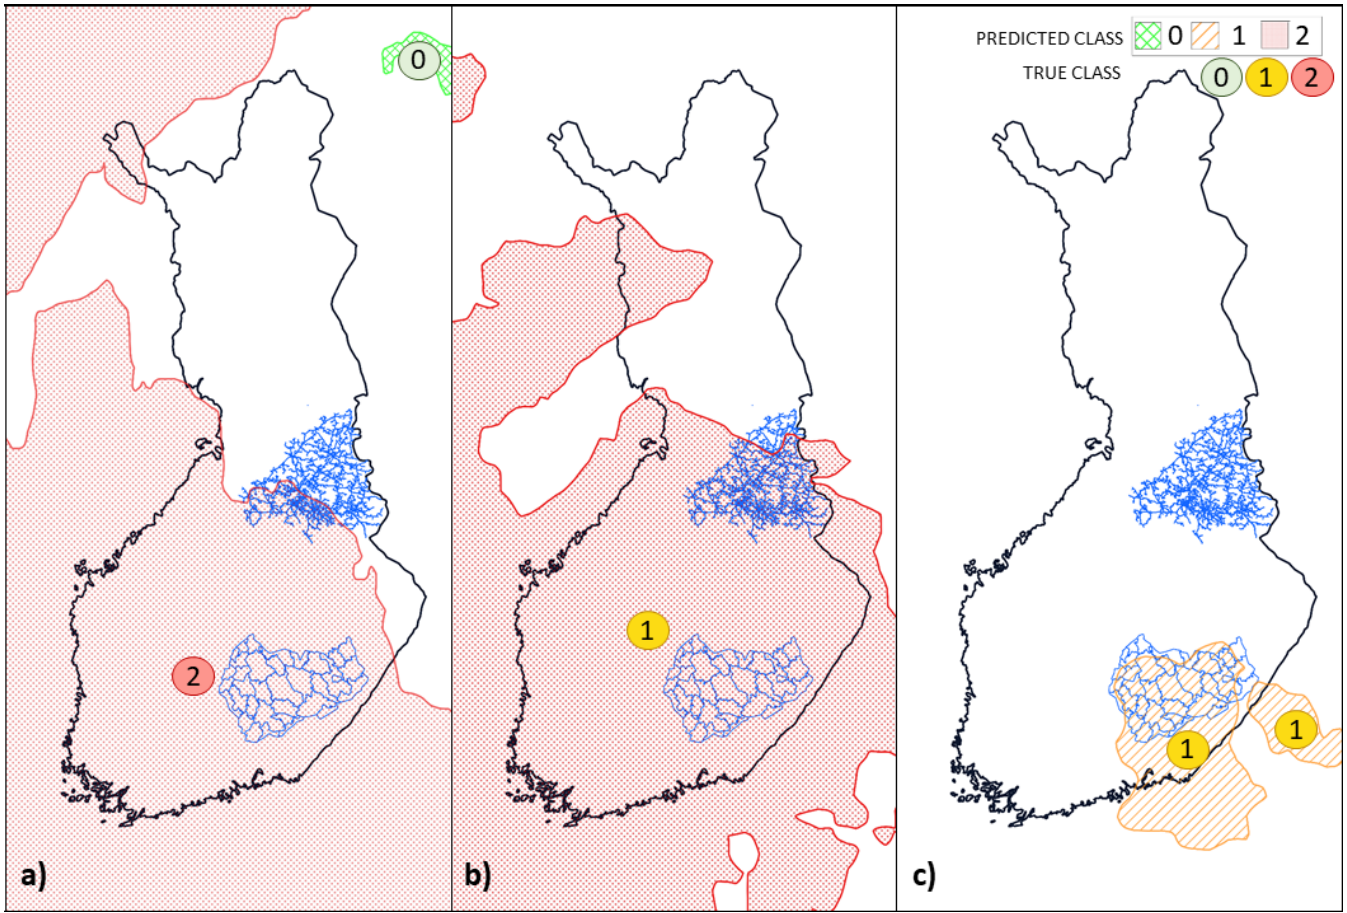 PREDICTED CLASS 0 1 2
TRUE CLASS 0 1 2
0
2
1
1
1
a)
b)
c)